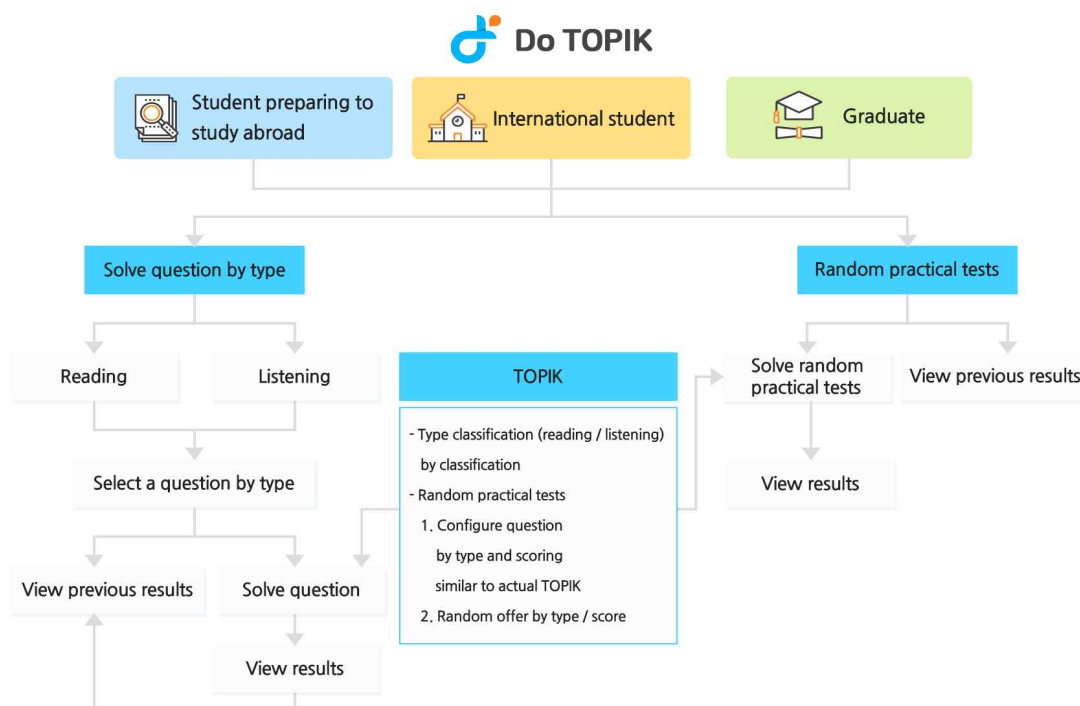 Do TOPIK
Student preparing to
study abroad
International student
Graduate
Solve question by type
Random practical tests
Reading
Listening
TOPIK
Solve random
practical tests
View previous results
- Type classification (reading / listening)
by classification
- Random practical tests
1. Configure question
by type and scoring
similar to actual TOPIK
2. Random offer by type / score
Select a question by type
View results
View previous results
Solve question
View results